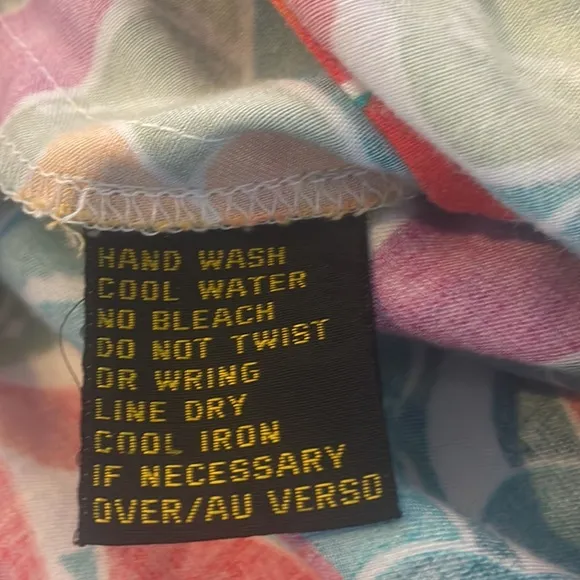 HAND WASH
COOL WATER
NO BLEACH
DO NOT TWIST
OR WRING
LINE DRY
COOL IRON
IF NECESSARY
OVER/AU VERSO